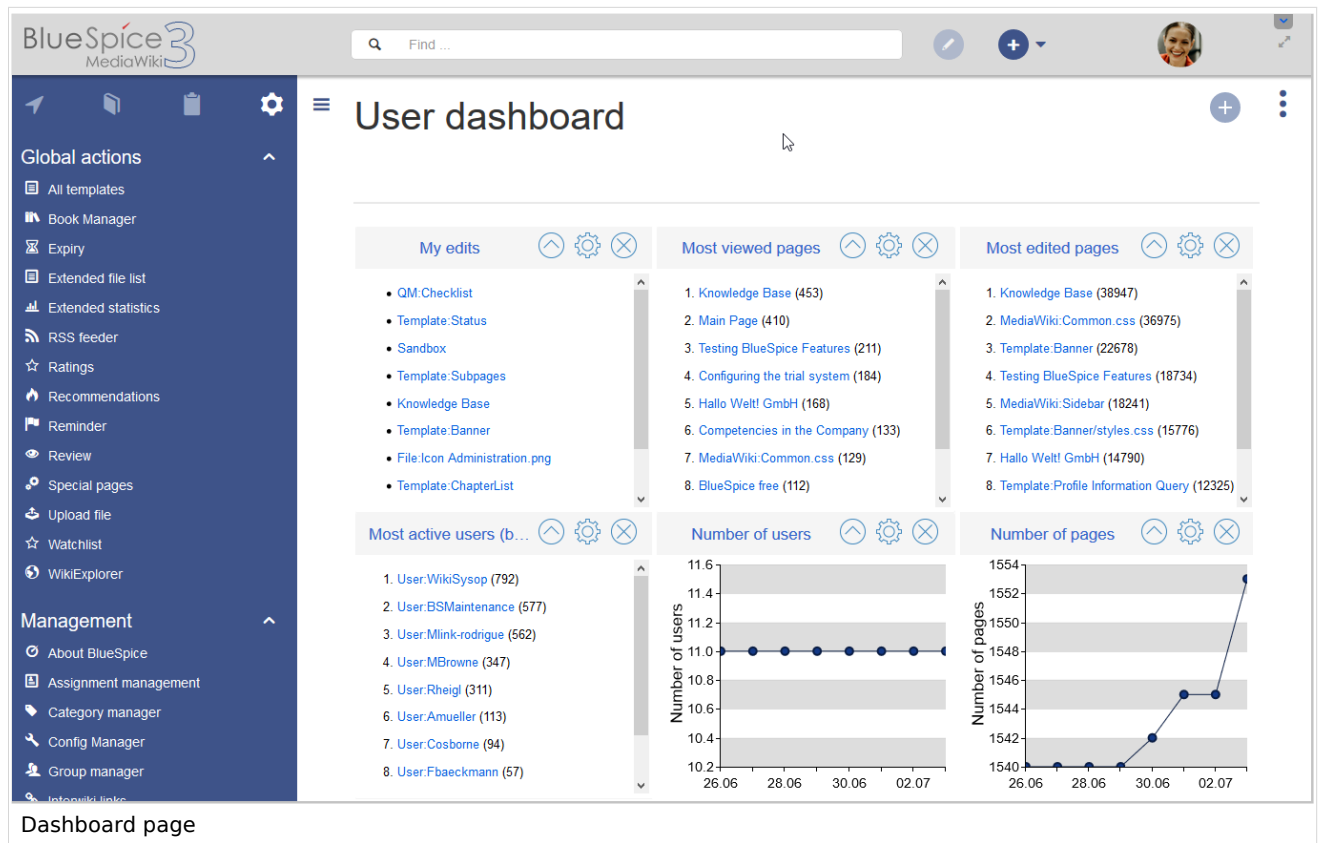 BlueSpice 3
MediaWiki
Find ...
User dashboard
Global actions
All templates
Book Manager
Expiry
Extended file list
Extended statistics
RSS feeder
Ratings
Recommendations
Reminder
Review
Special pages
Upload file
Watchlist
WikiExplorer
Management
About BlueSpice
Assignment management
Category manager
Config Manager
Group manager
Interwiki links
My edits
QM:Checklist
Template:Status
Sandbox
Template:Subpages
Knowledge Base
Template:Banner
File:Icon Administration.png
Template:ChapterList
Most viewed pages
1. Knowledge Base (453)
2. Main Page (410)
3. Testing BlueSpice Features (211)
4. Configuring the trial system (184)
5. Hallo Welt! GmbH (168)
6. Competencies in the Company (133)
7. MediaWiki:Common.css (129)
8. BlueSpice free (112)
Most edited pages
1. Knowledge Base (38947)
2. MediaWiki:Common.css (36975)
3. Template:Banner (22678)
4. Testing BlueSpice Features (18734)
5. MediaWiki:Sidebar (18241)
6. Template:Banner/styles.css (15776)
7. Hallo Welt! GmbH (14790)
8. Template:Profile Information Query (12325)
Most active users (b...
1. User:WikiSysop (792)
2. User:BSMaintenance (577)
3. User:Mlink-rodrigue (562)
4. User:MBrowne (347)
5. User:Rheigl (311)
6. User:Amueller (113)
7. User:Cosborne (94)
8. User:Fbaeckmann (57)
Number of users
Number of users
11.6
11.4
11.2
11.0
10.8
10.6
10.4
10.2
26.06 28.06 30.06 02.07
Number of pages
Number of pages
1554
1552
1550
1548
1546
1544
1542
1540
26.06 28.06 30.06 02.07
Dashboard page